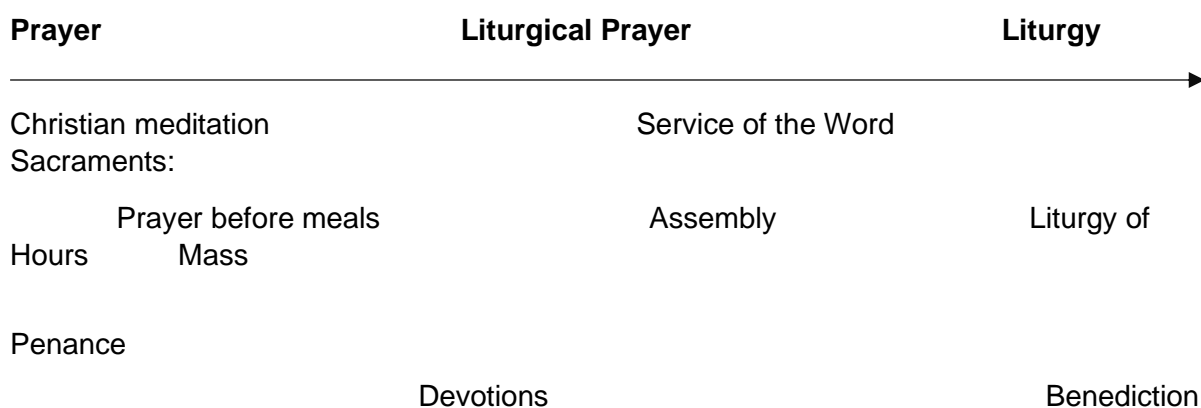 Prayer Liturgical Prayer Liturgy
Christian meditation Service of the Word
Sacraments:
Prayer before meals Assembly Liturgy of
Hours Mass
Penance
Devotions Benediction